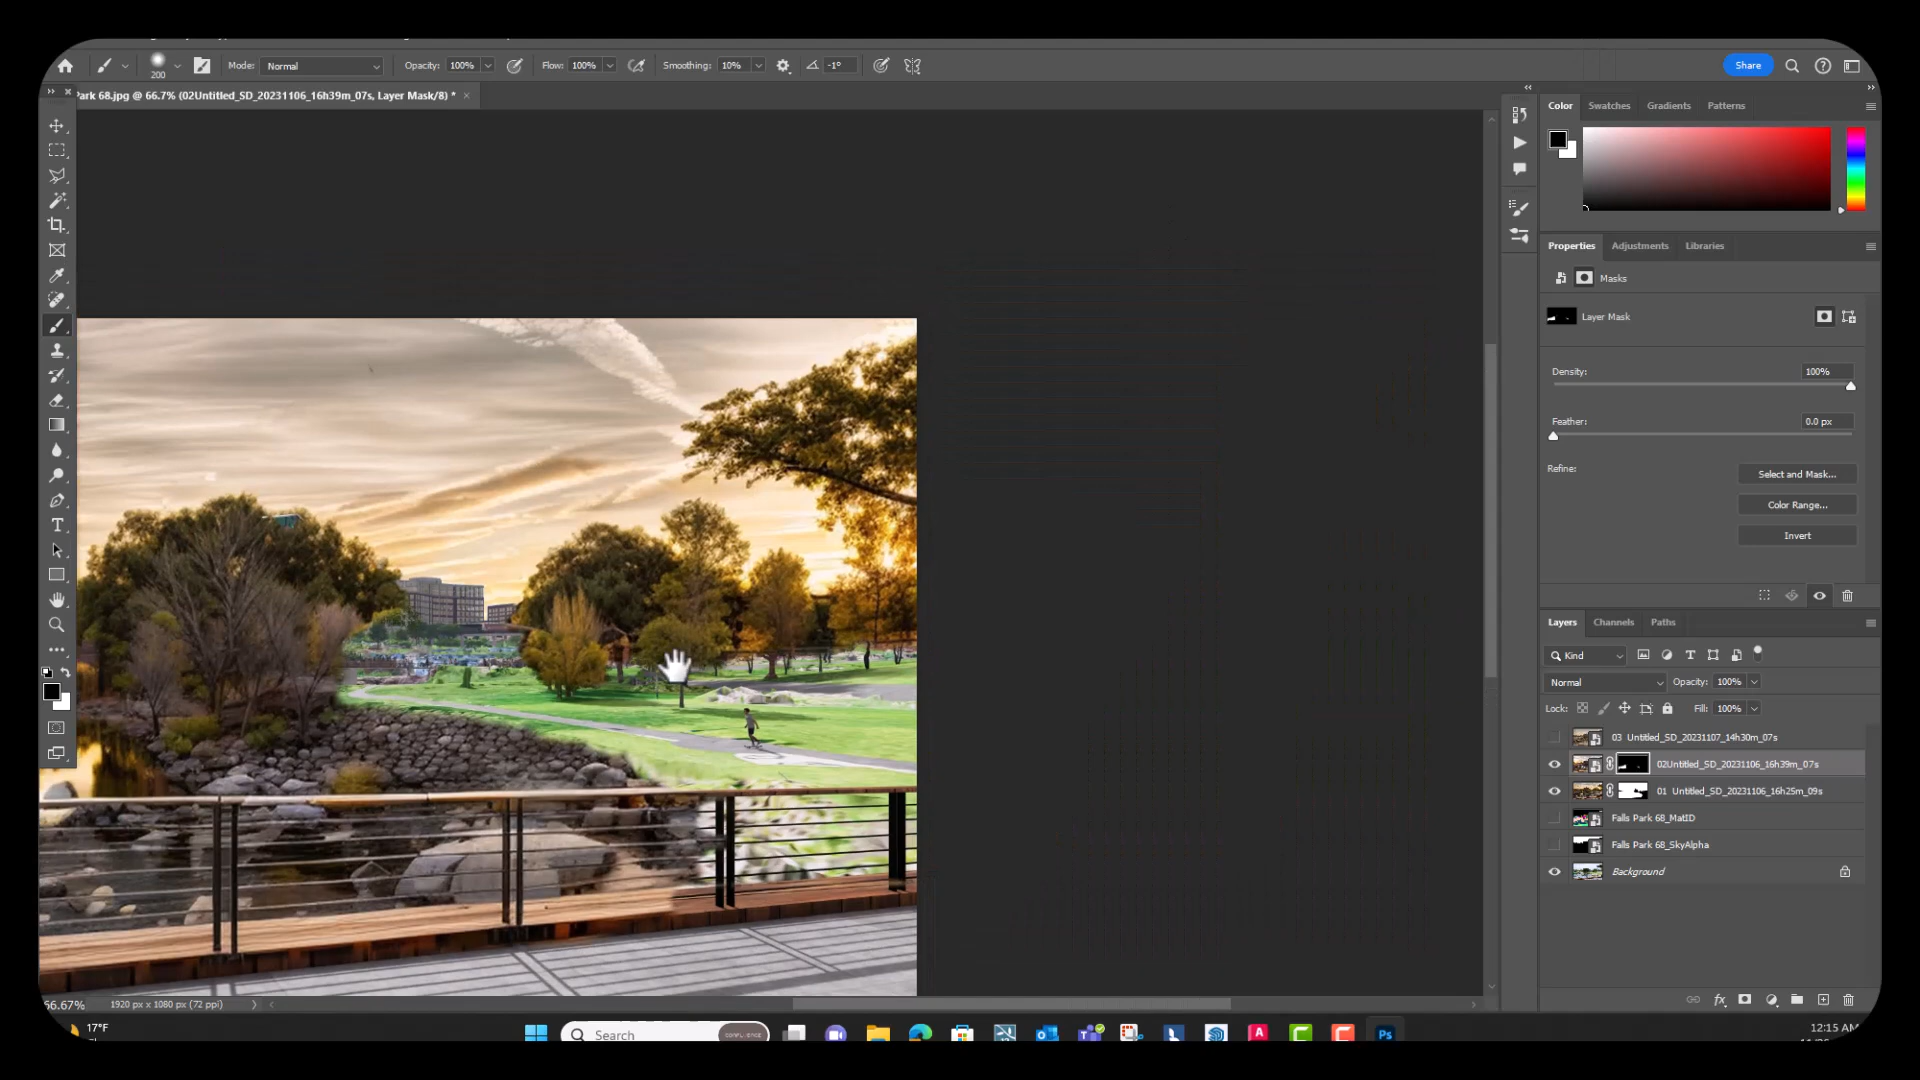 200 Mode: Normal Opacity: 100% Flow: 100% Smoothing: 10% -1° Share
Park 68.jpg @ 66.7% (02Untitled_SD_20231106_16h39m_07s, Layer Mask/8) *
Color Swatches Gradients Patterns
Properties Adjustments Libraries
Masks
Layer Mask
Density: 100%
Feather: 0.0 px
Refine: Select and Mask...
Color Range...
Invert
Layers Channels Paths
Kind
Normal Opacity: 100%
Lock: Fill: 100%
03 Untitled_SD_20231107_14h30m_07s
02Untitled_SD_20231106_16h39m_07s
01 Untitled_SD_20231106_16h25m_09s
Falls Park 68_MatID
Falls Park 68_SkyAlpha
Background
66.67% 1920 px x 1080 px (72 ppi)
17°F
Search
12:15 AM